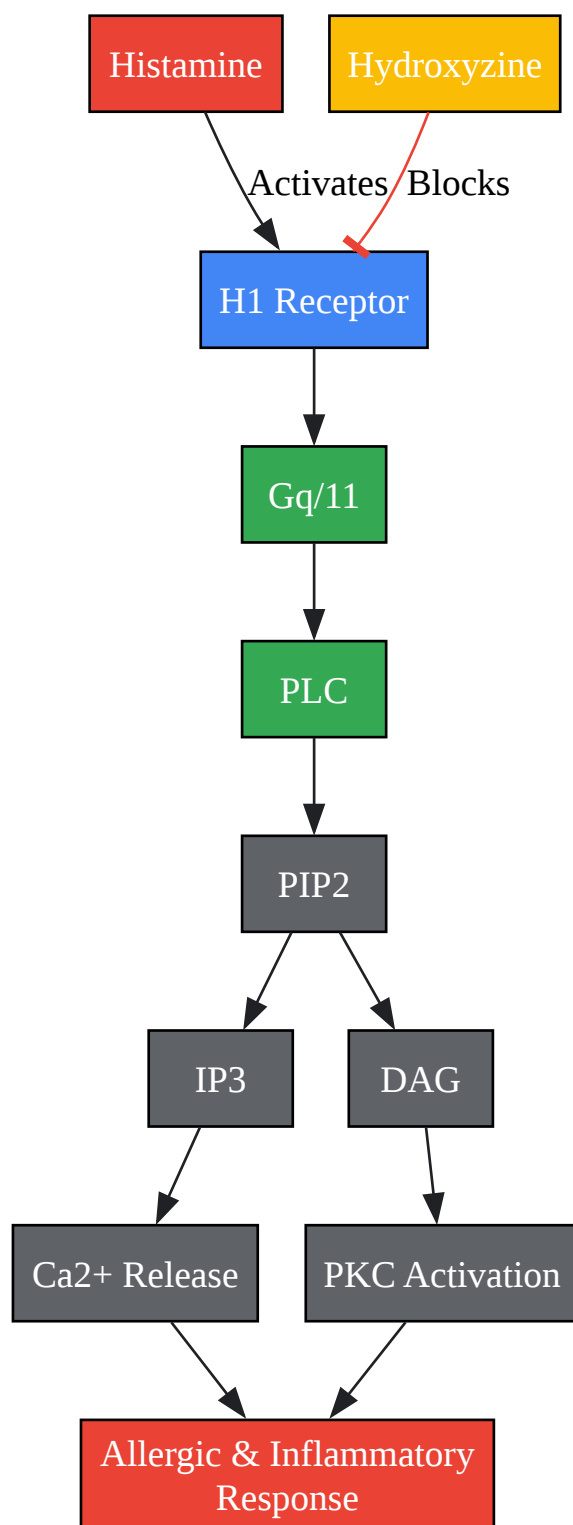 Histamine
Hydroxyzine
Activates
Blocks
H1 Receptor
Gq/11
PLC
PIP2
IP3
DAG
Ca2+ Release
PKC Activation
Allergic & Inflammatory
Response